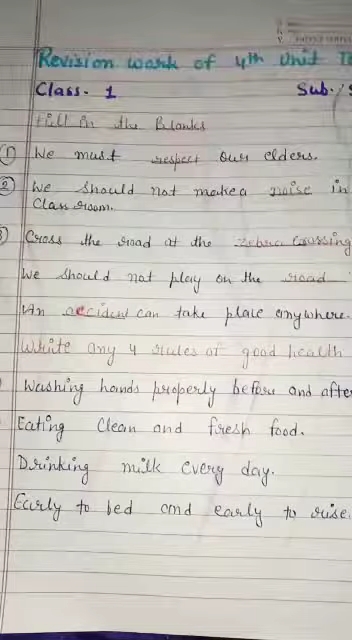 Revision work of 4th Unit
Class - 1 Sub. /
Fill in the Blanks
1 We must respect our elders.
2 We should not make a noise in
Class room.
3 Cross the road at the zebra crossing
We should not play on the road
An accident can take place anywhere.
Write any 4 rules of good health
Washing hands properly before and after
Eating Clean and fresh food.
Drinking milk every day.
Early to bed and early to rise.